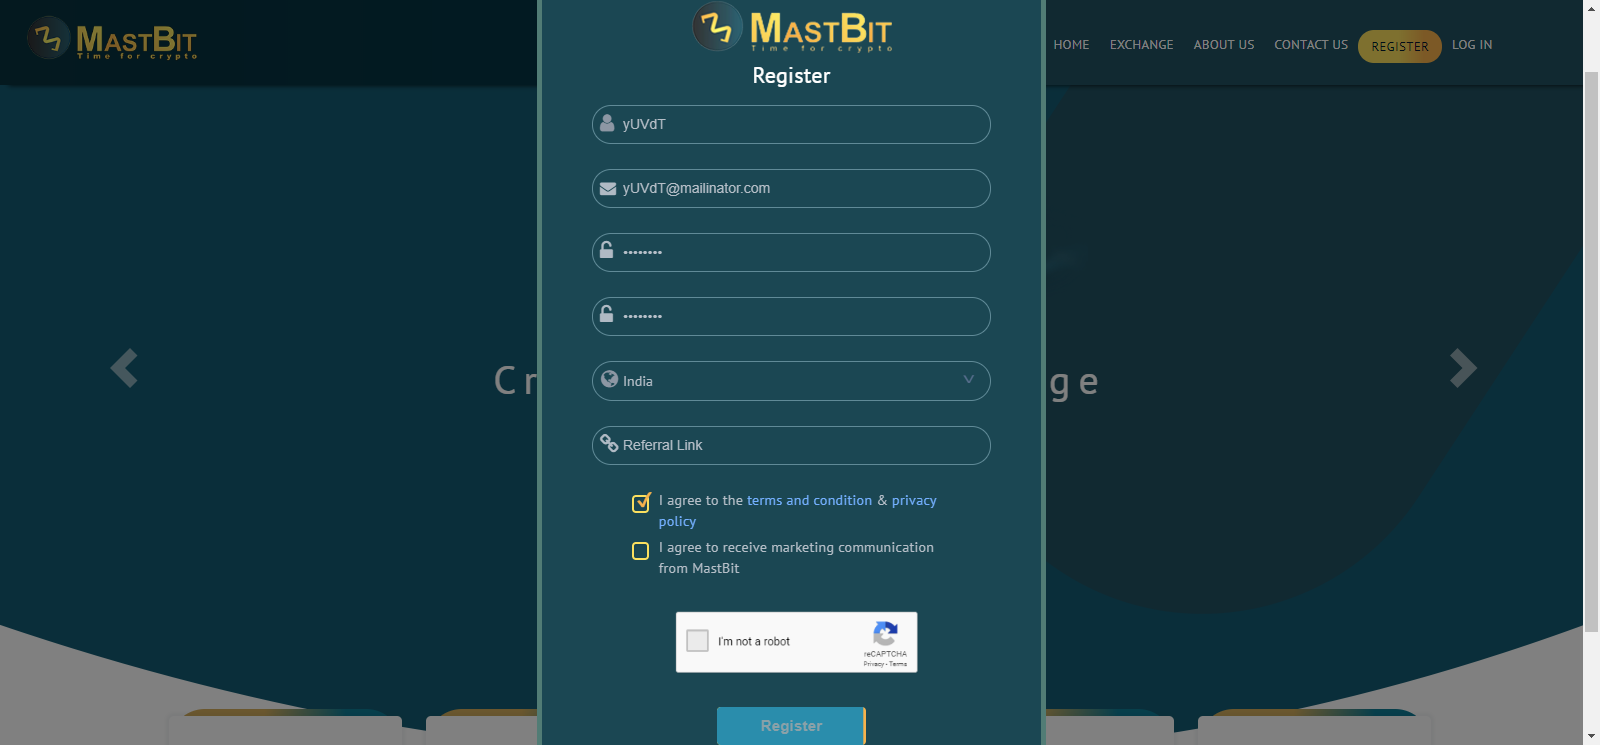 MASTBIT
Time for crypto
HOME EXCHANGE ABOUT US CONTACT US REGISTER LOG IN
MASTBIT
Time for crypto
Register
yUVdT
yUVdT@mailinator.com
••••••••
••••••••
India
Referral Link
I agree to the terms and condition & privacy
policy
I agree to receive marketing communication
from MastBit
I'm not a robot
reCAPTCHA
Privacy - Terms
Register
Cr
ge